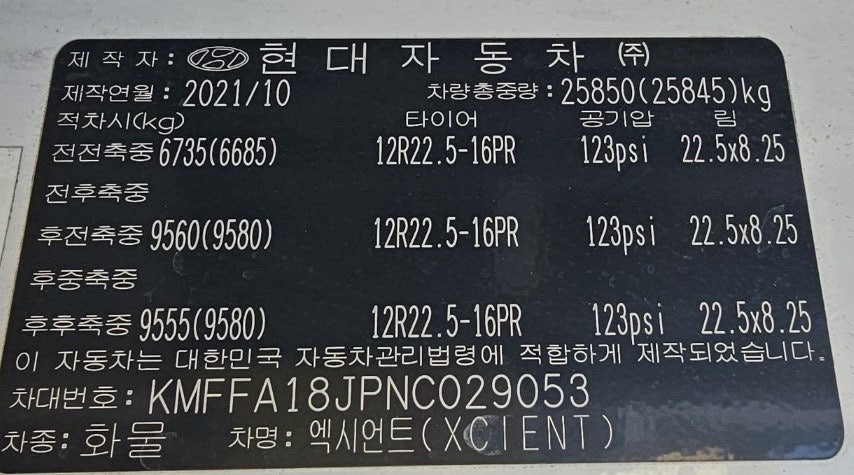 제 작 자 : 현 대 자 동 차 ㈜
제작연월 : 2021/10 차량총중량 : 25850(25845)kg
적차시(kg) 타이어 공기압 림
전전축중 6735(6685) 12R22.5-16PR 123psi 22.5x8.25
전후축중
후전축중 9560(9580) 12R22.5-16PR 123psi 22.5x8.25
후중축중
후후축중 9555(9580) 12R22.5-16PR 123psi 22.5x8.25
이 자동차는 대한민국 자동차관리법령에 적합하게 제작되었습니다.
차대번호 : KMFFA18JPNC029053
차종 : 화물 차명 : 엑시언트(XCIENT)